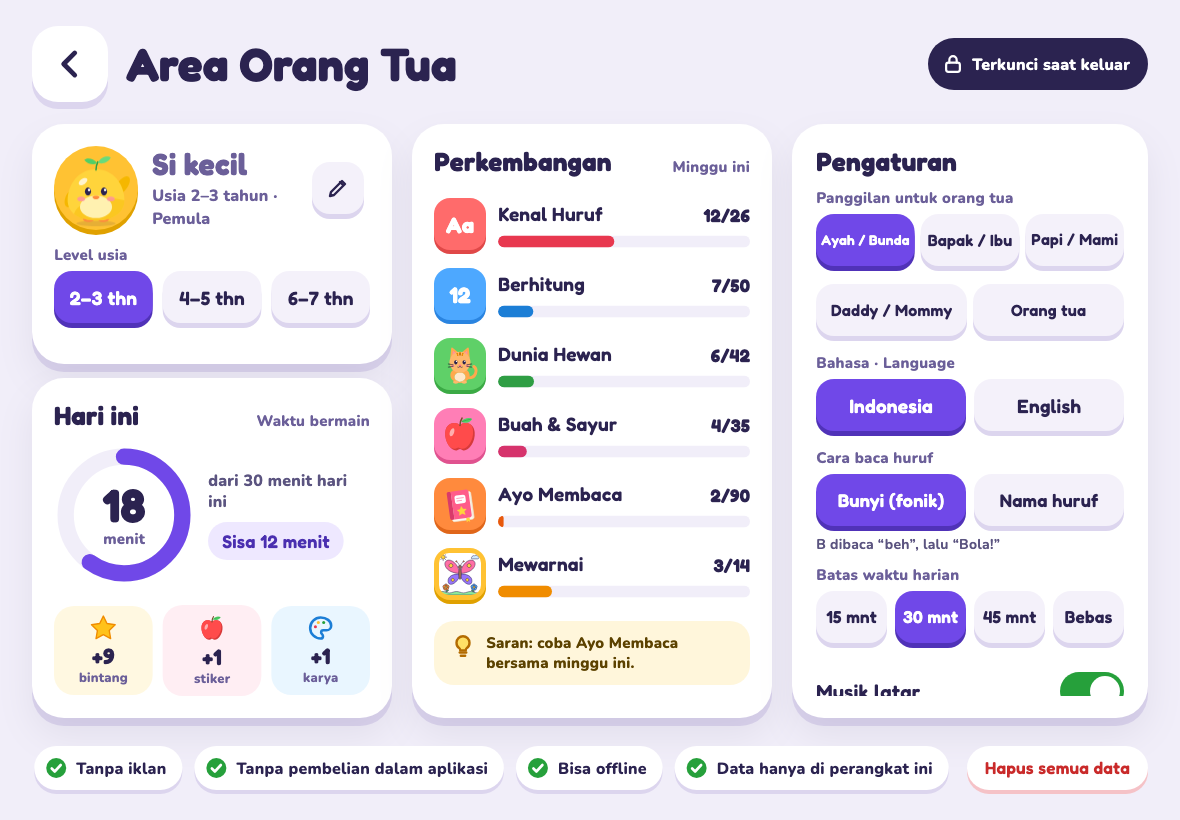 Area Orang Tua
Terkunci saat keluar
Si kecil
Usia 2–3 tahun ·
Pemula
Level usia
2–3 thn
4–5 thn
6–7 thn
Hari ini
Waktu bermain
18
menit
dari 30 menit hari
ini
Sisa 12 menit
+9
bintang
+1
stiker
+1
karya
Perkembangan
Minggu ini
Aa
Kenal Huruf
12/26
12
Berhitung
7/50
Dunia Hewan
6/42
Buah & Sayur
4/35
Ayo Membaca
2/90
Mewarnai
3/14
Saran: coba Ayo Membaca
bersama minggu ini.
Pengaturan
Panggilan untuk orang tua
Ayah / Bunda
Bapak / Ibu
Papi / Mami
Daddy / Mommy
Orang tua
Bahasa · Language
Indonesia
English
Cara baca huruf
Bunyi (fonik)
Nama huruf
B dibaca “beh”, lalu “Bola!”
Batas waktu harian
15 mnt
30 mnt
45 mnt
Bebas
Musik latar
Tanpa iklan
Tanpa pembelian dalam aplikasi
Bisa offline
Data hanya di perangkat ini
Hapus semua data